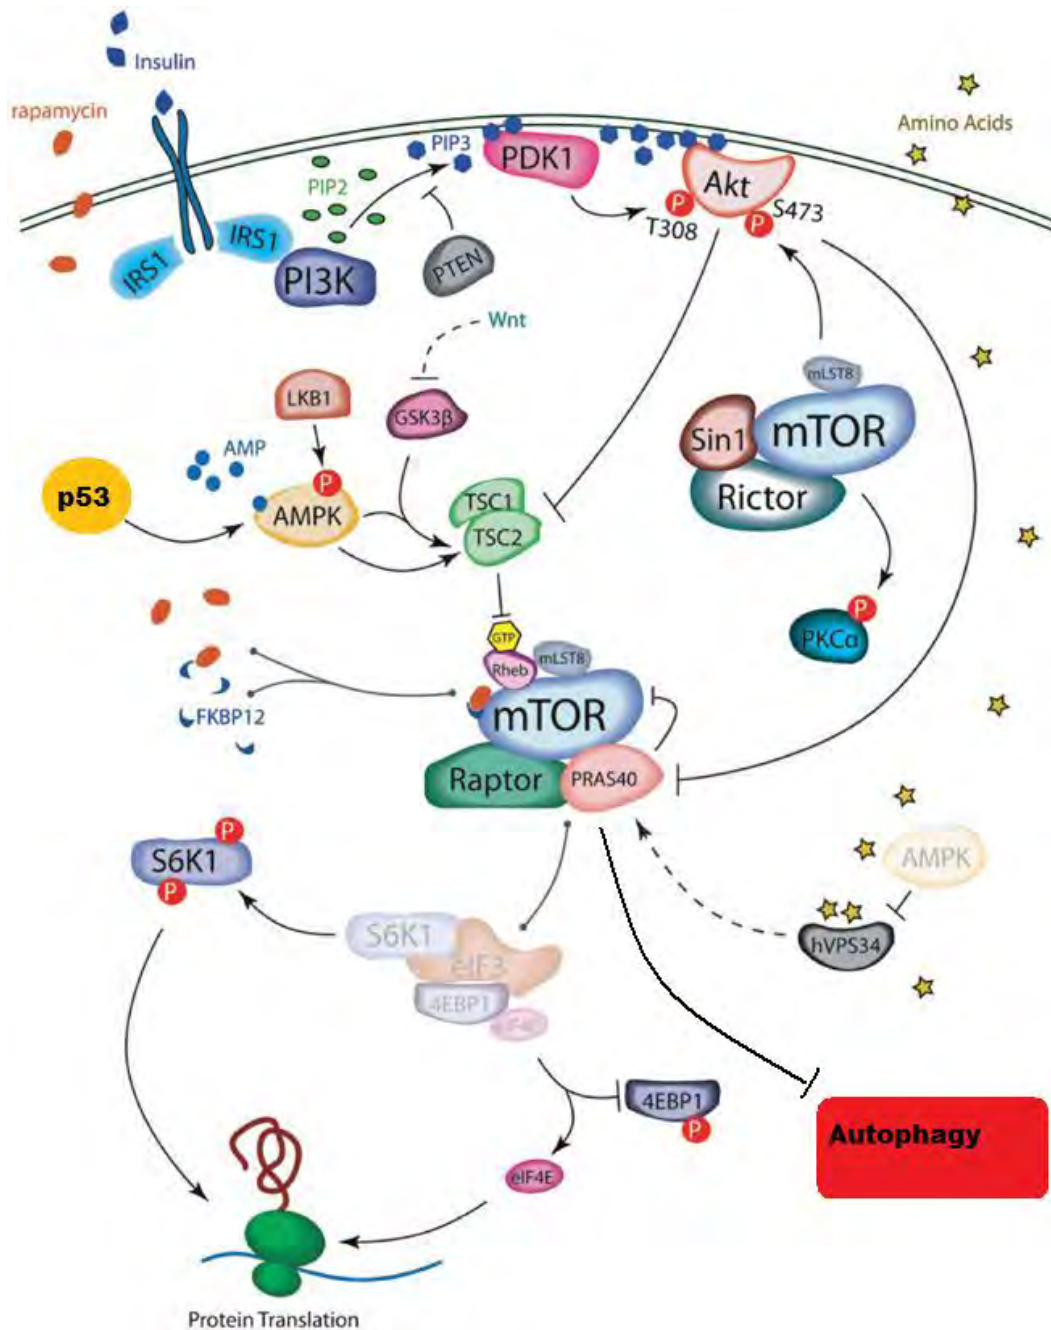 Insulin
rapamycin
Amino Acids
PIP3
PDK1
Akt
PIP2
P
S473
P
T308
IRS1
IRS1
PI3K
PTEN
Wnt
mLST8
LKB1
GSK3β
Sin1
mTOR
AMP
Rictor
p53
P
AMPK
TSC1
TSC2
P
PKCα
GTP
Rheb
mLST8
FKBP12
mTOR
Raptor
PRAS40
P
S6K1
P
AMPK
S6K1
hVPS34
eIF3
4EBP1
4EBP1
P
Autophagy
eIF4E
Protein Translation